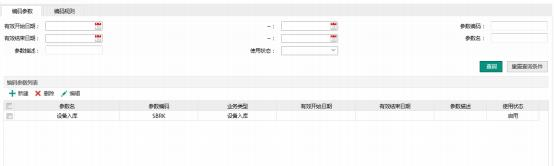 编码参数 编码规则
有效开始日期： －： 参数编码：
有效结束日期： －： 参数名：
参数描述： 使用状态：
查询 重置查询条件
编码参数列表
新建 删除 编辑
参数名 参数编码 业务类型 有效开始日期 有效结束日期 参数描述 使用状态
设备入库 SBRK 设备入库 启用